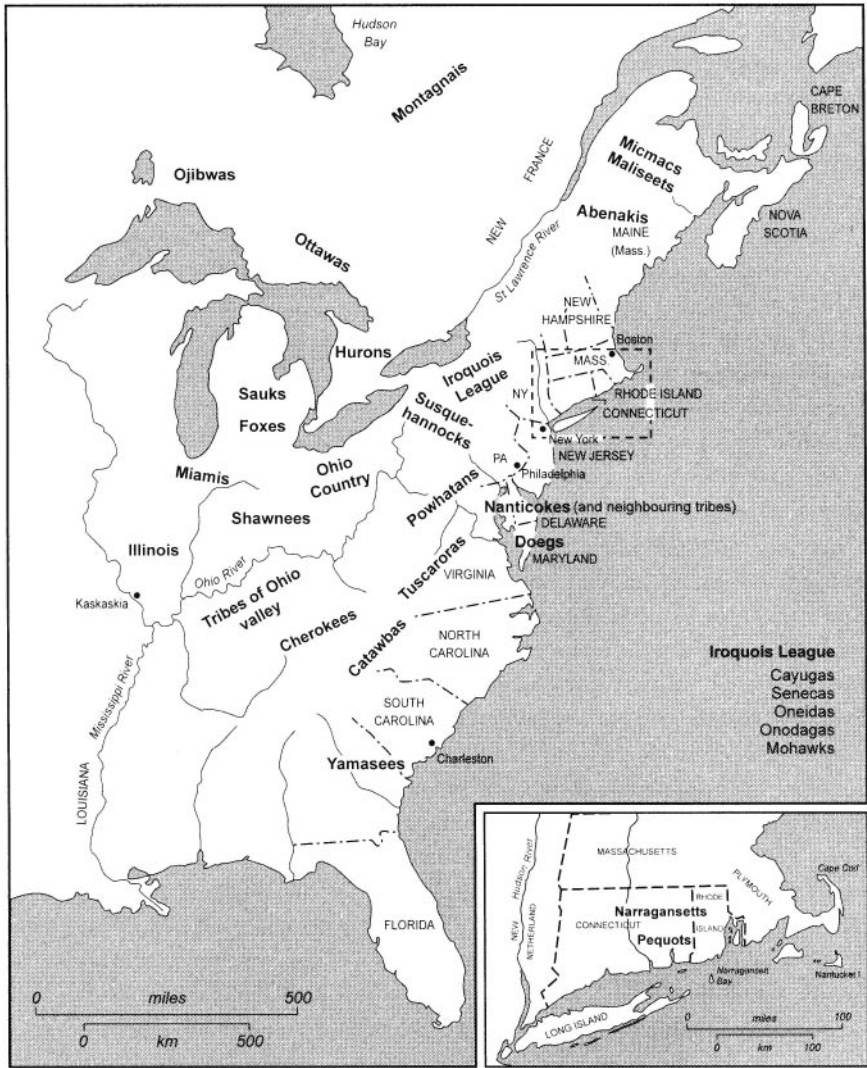 Hudson
Bay
Montagnais
CAPE
BRETON
Micmacs
Maliseets
NEW FRANCE
Ojibwas
Abenakis
MAINE
(Mass.)
NOVA
SCOTIA
Ottawas
St Lawrence River
NEW
HAMPSHIRE
Boston
MASS.
Hurons
Iroquois
League
NY
RHODE ISLAND
CONNECTICUT
Sauks
Foxes
Susque-
hannocks
New York
NEW JERSEY
PA
Philadelphia
Miamis
Ohio
Country
Powhatans
Nanticokes (and neighbouring tribes)
DELAWARE
Shawnees
Doegs
MARYLAND
Illinois
Ohio River
Tuscaroras
VIRGINIA
Kaskaskia
Tribes of Ohio
valley
Cherokees
Catawbas
NORTH
CAROLINA
Mississippi River
SOUTH
CAROLINA
Charleston
Yamasees
LOUISIANA
FLORIDA
Iroquois League
Cayugas
Senecas
Oneidas
Onodagas
Mohawks
0 miles 500
0 km 500
Hudson River
MASSACHUSETTS
PLYMOUTH
Cape Cod
NEW
NETHERLAND
CONNECTICUT
Narragansetts
RHODE
ISLAND
Pequots
Narragansett
Bay
Nantucket I
LONG ISLAND
0 miles 100
0 km 100